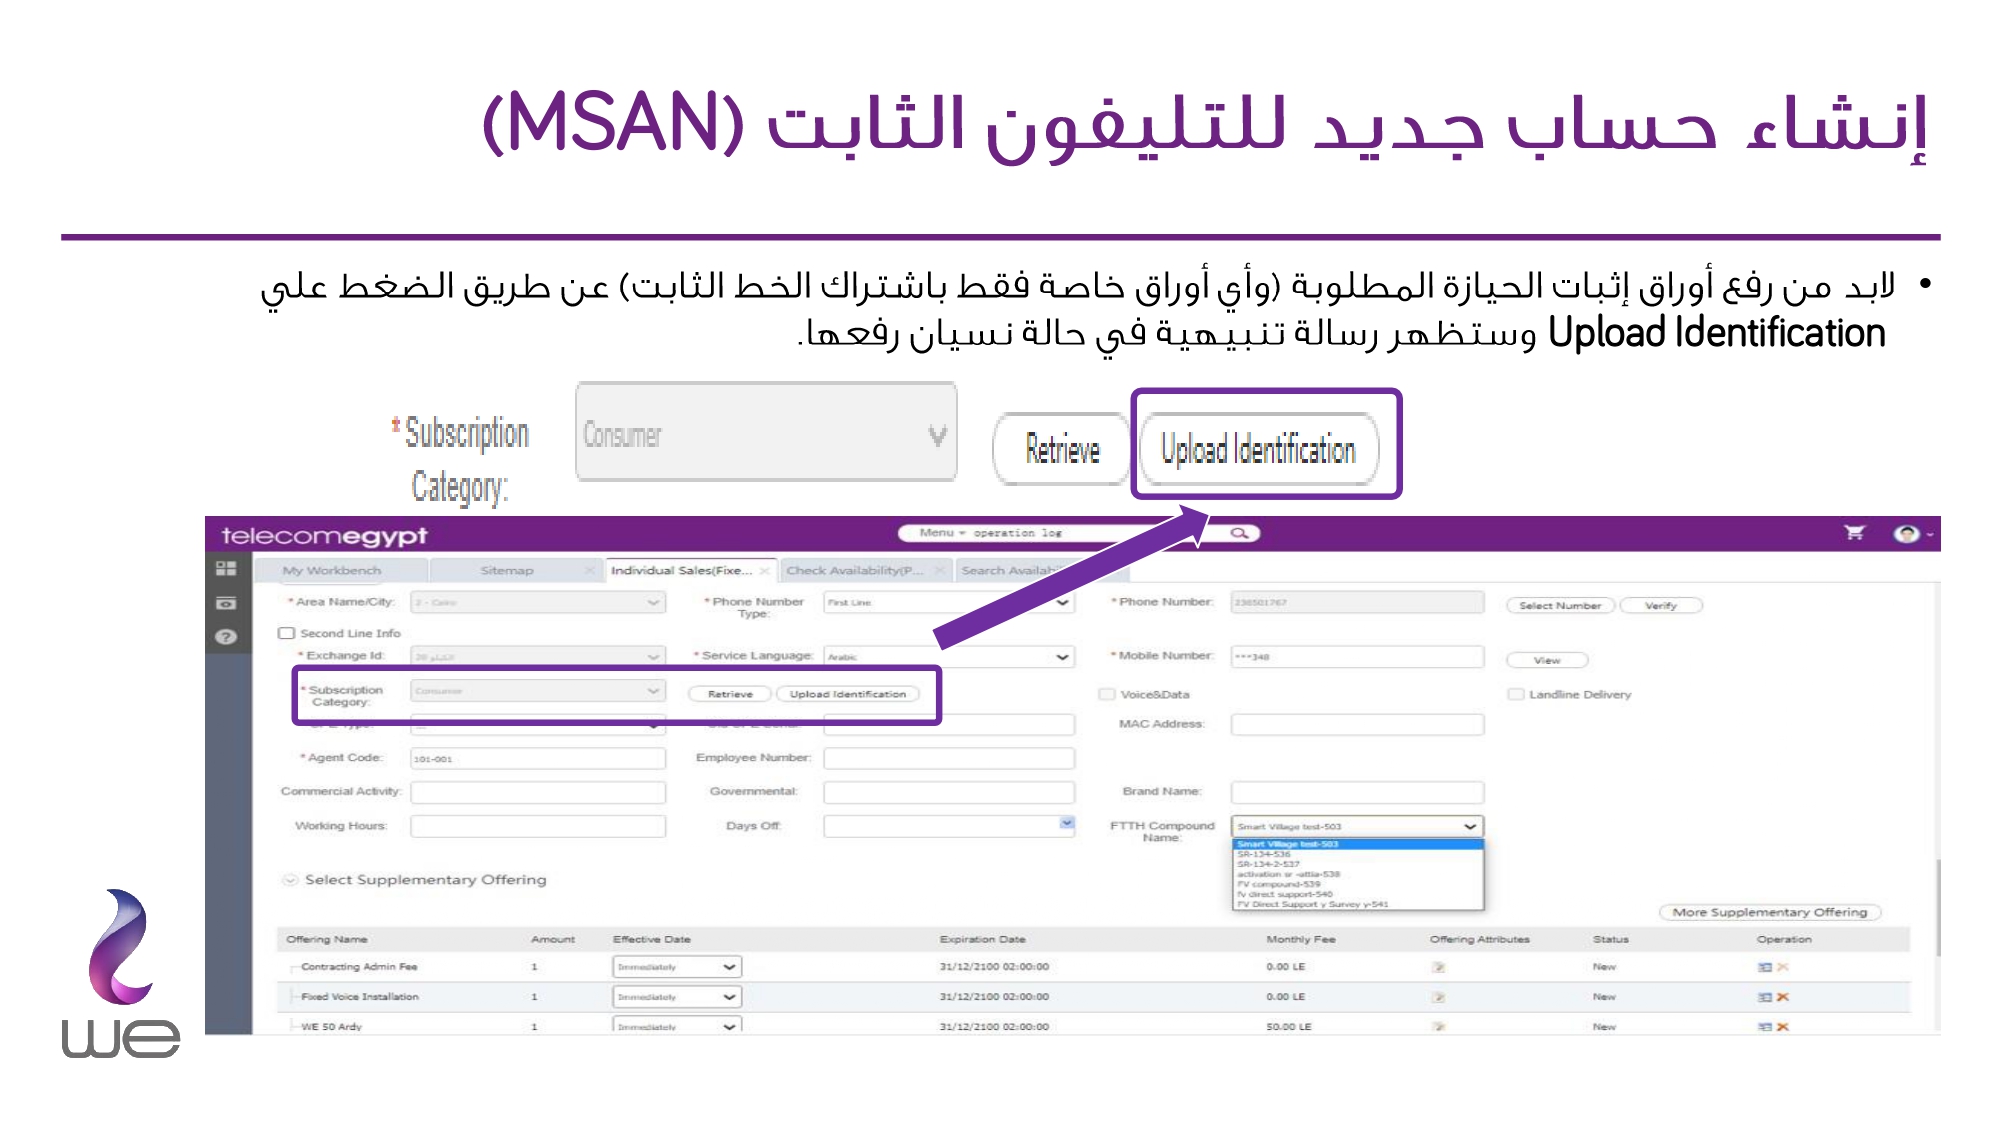 إنشاء حساب جديد للتليفون الثابت (MSAN)
• لابد من رفع أوراق إثبات الحيازة المطلوبة (وأي أوراق خاصة فقط باشتراك الخط الثابت) عن طريق الضغط علي
Upload Identification وستظهر رسالة تنبيهية في حالة نسيان رفعها.
* Subscription Category: Consumer Retrieve Upload Identification
telecomegypt Menu operation log
My Workbench Sitemap Individual Sales(Fixe... Check Availability(P... Search
* Area Name/City: 2 - Cairo * Phone Number Type: First Line * Phone Number: 238501767 Select Number Verify
Second Line Info
* Exchange Id: * Service Language: Arabic * Mobile Number: ***348 View
* Subscription Category: Consumer Retrieve Upload Identification Voice&Data Landline Delivery
MAC Address:
* Agent Code: 101-001 Employee Number:
Commercial Activity: Governmental: Brand Name:
Working Hours: Days Off: FTTH Compound Name: Smart Village test-503
Smart Village test-503
SR-134-536
SR-134-2-537
activation sr -attia-538
FV compound-539
fv direct support-540
FV Direct Support y Survey y-541
Select Supplementary Offering
More Supplementary Offering
Offering Name Amount Effective Date Expiration Date Monthly Fee Offering Attributes Status Operation
Contracting Admin Fee 1 Immediately 31/12/2100 02:00:00 0.00 LE New
Fixed Voice Installation 1 Immediately 31/12/2100 02:00:00 0.00 LE New
WE 50 Ardy 1 Immediately 31/12/2100 02:00:00 50.00 LE New
we